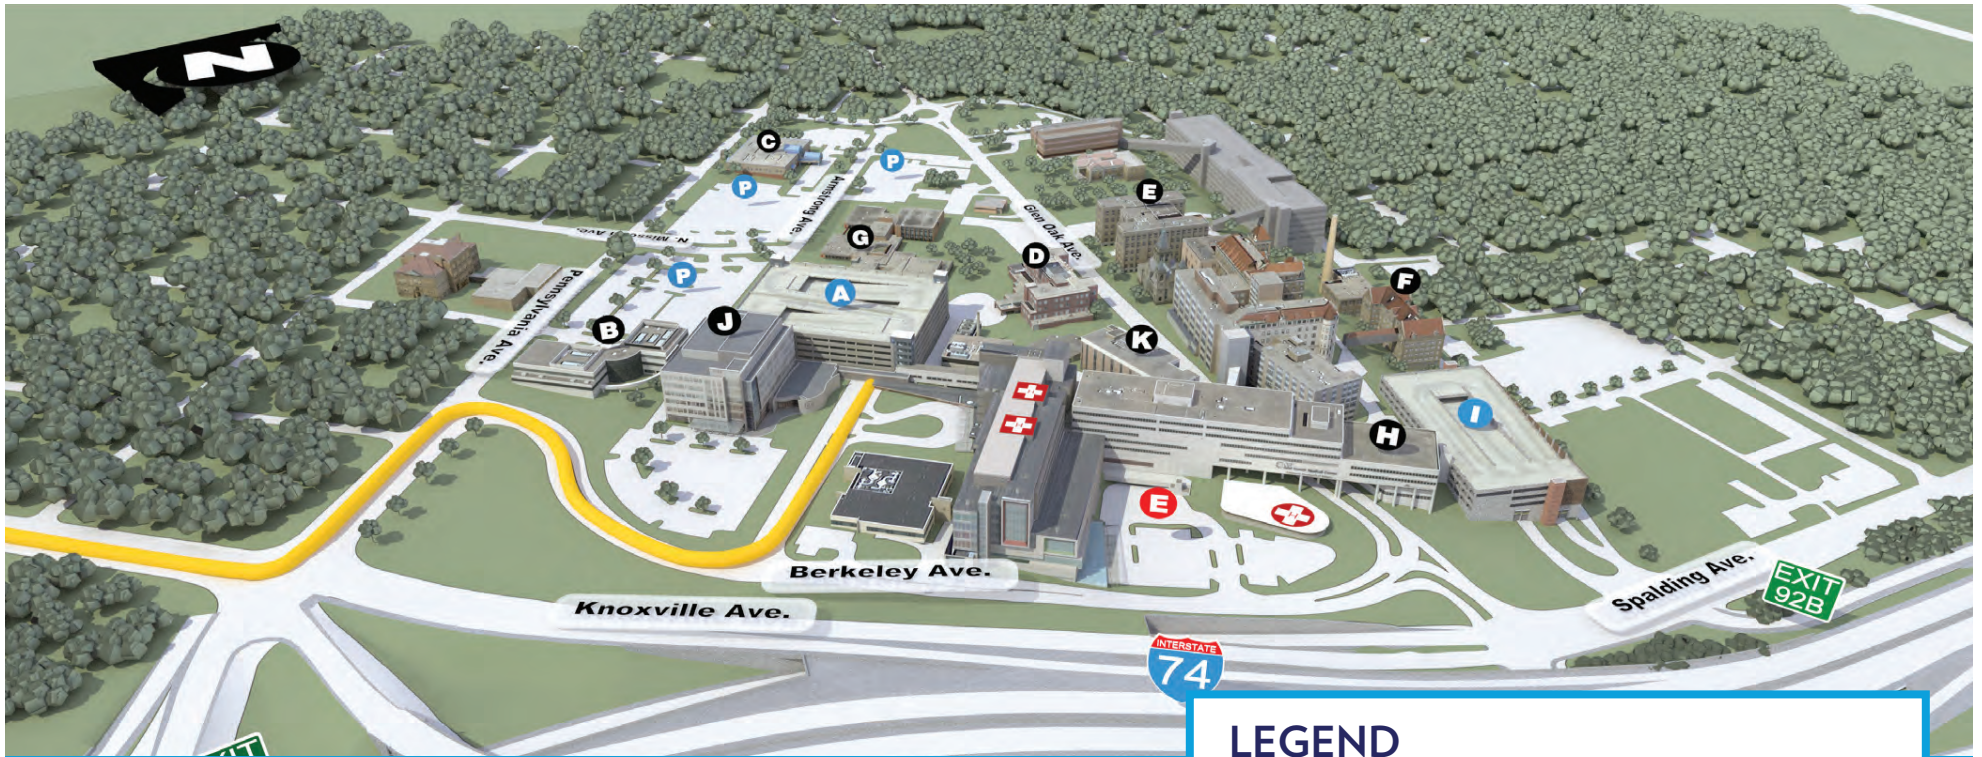 N
C
P
P
Armstrong Ave.
E
Glen Oak Ave.
G
D
N. Missouri Ave.
P
A
F
Pennsylvania Ave.
B
J
K
I
H
E
Berkeley Ave.
Knoxville Ave.
Spalding Ave.
EXIT
92B
INTERSTATE
74
LEGEND